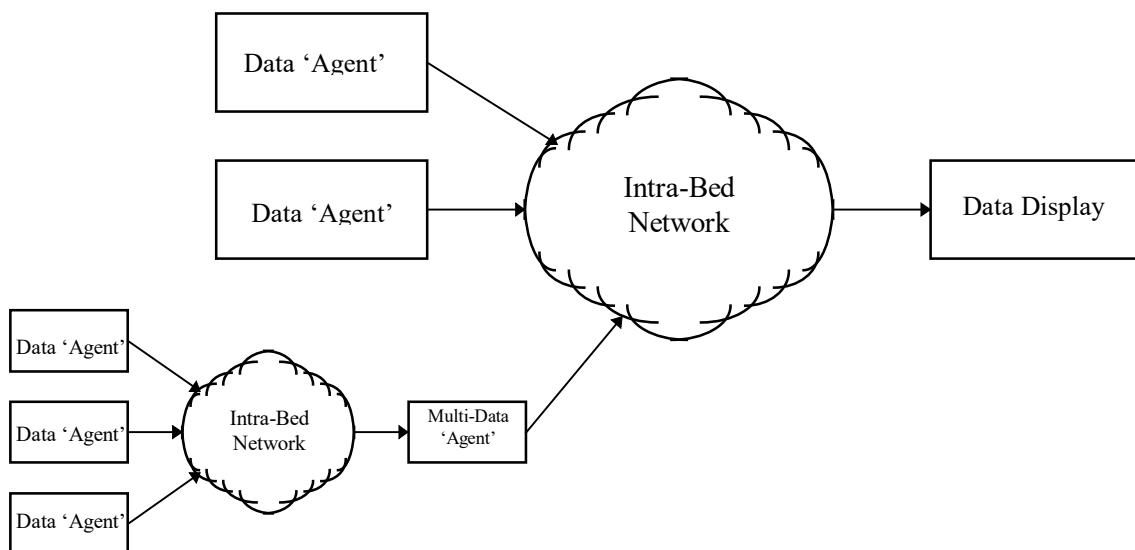 Data ‘Agent’
Data ‘Agent’
Intra-Bed
Network
Data Display
Data ‘Agent’
Data ‘Agent’
Data ‘Agent’
Intra-Bed
Network
Multi-Data
‘Agent’